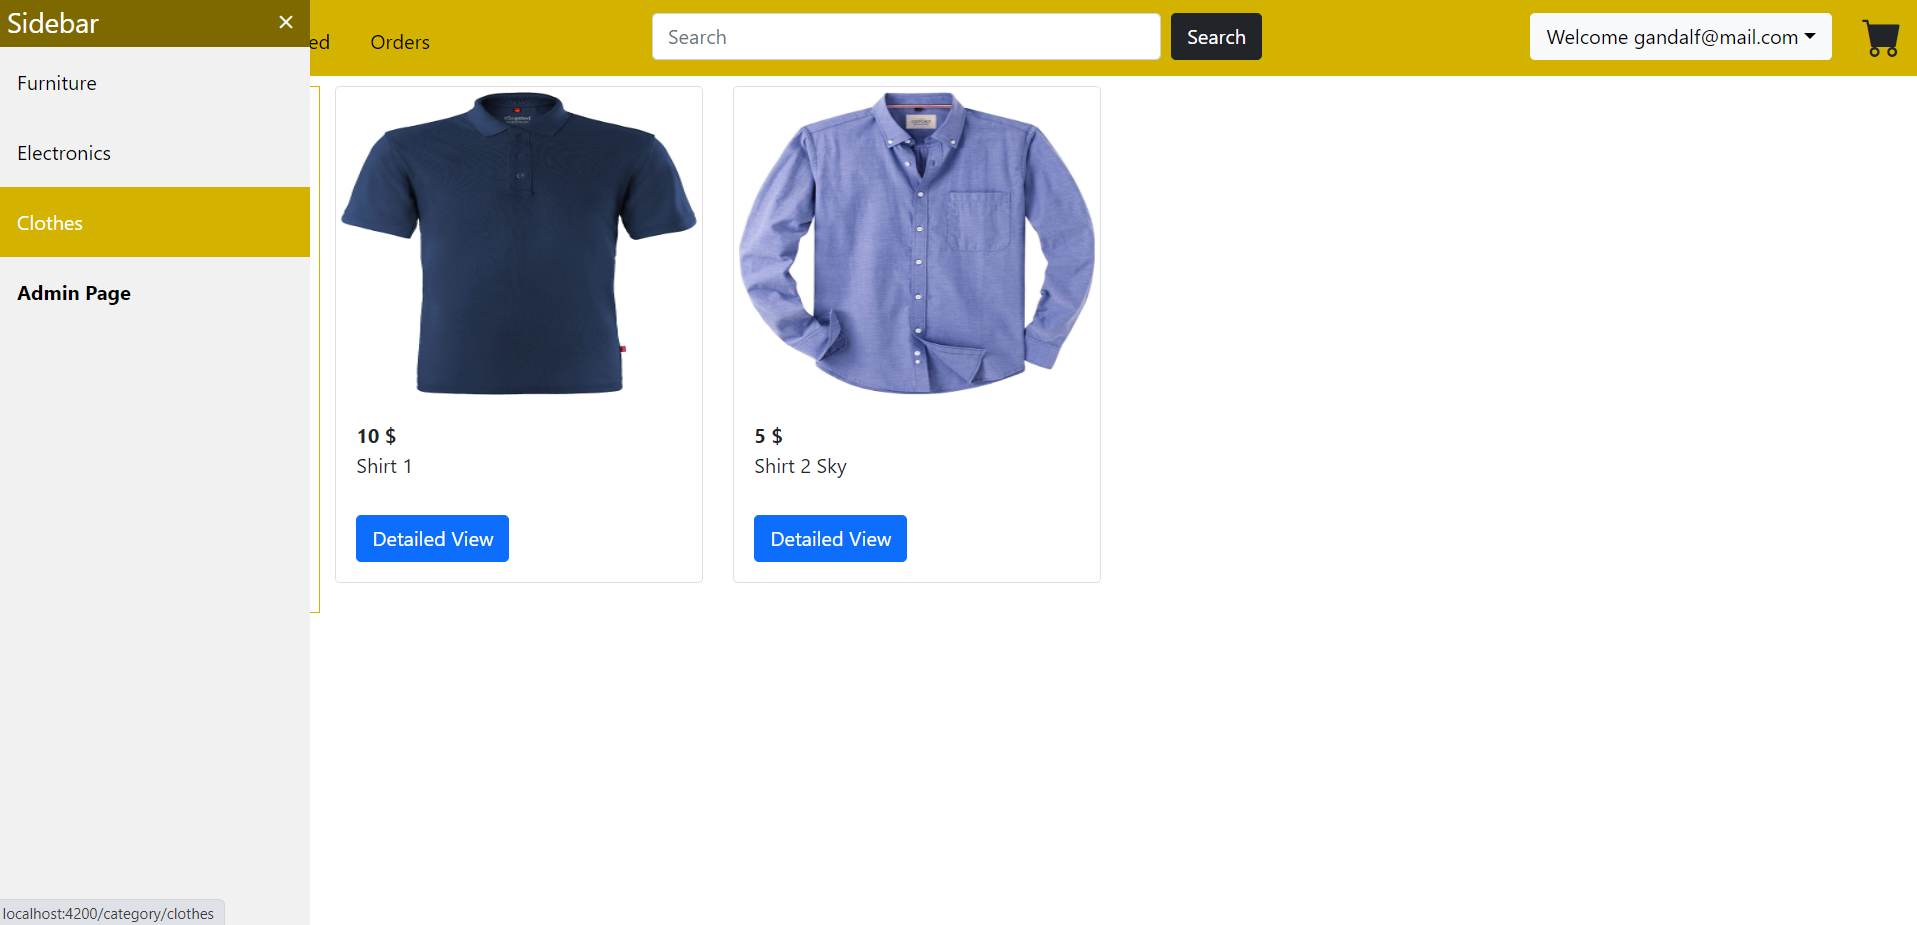 Sidebar ×
ed
Orders
Search
Search
Welcome gandalf@mail.com
Furniture
Electronics
Clothes
Admin Page
10 $
Shirt 1
Detailed View
5 $
Shirt 2 Sky
Detailed View
localhost:4200/category/clothes